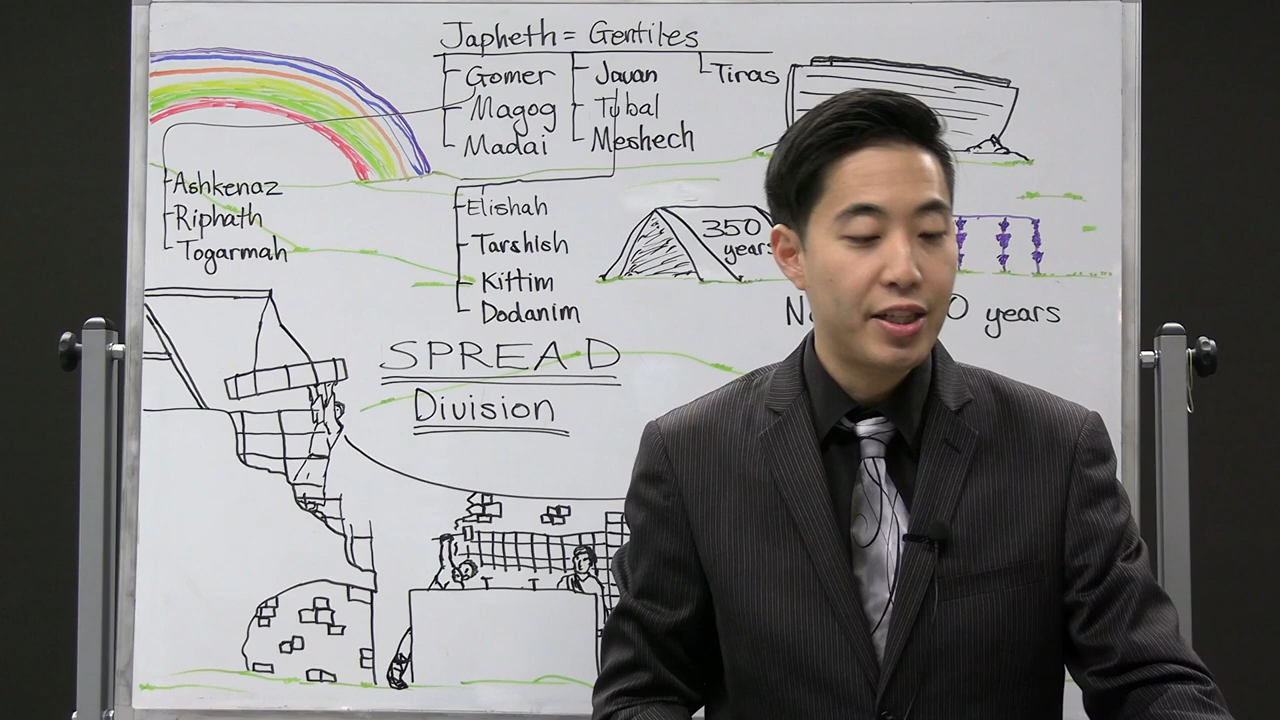 Japheth = Gentiles
Gomer
Magog
Madai
Javan
Tubal
Meshech
Tiras
Ashkenaz
Riphath
Togarmah
Elishah
Tarshish
Kittim
Dodanim
350
years
0 years
SPREAD
Division